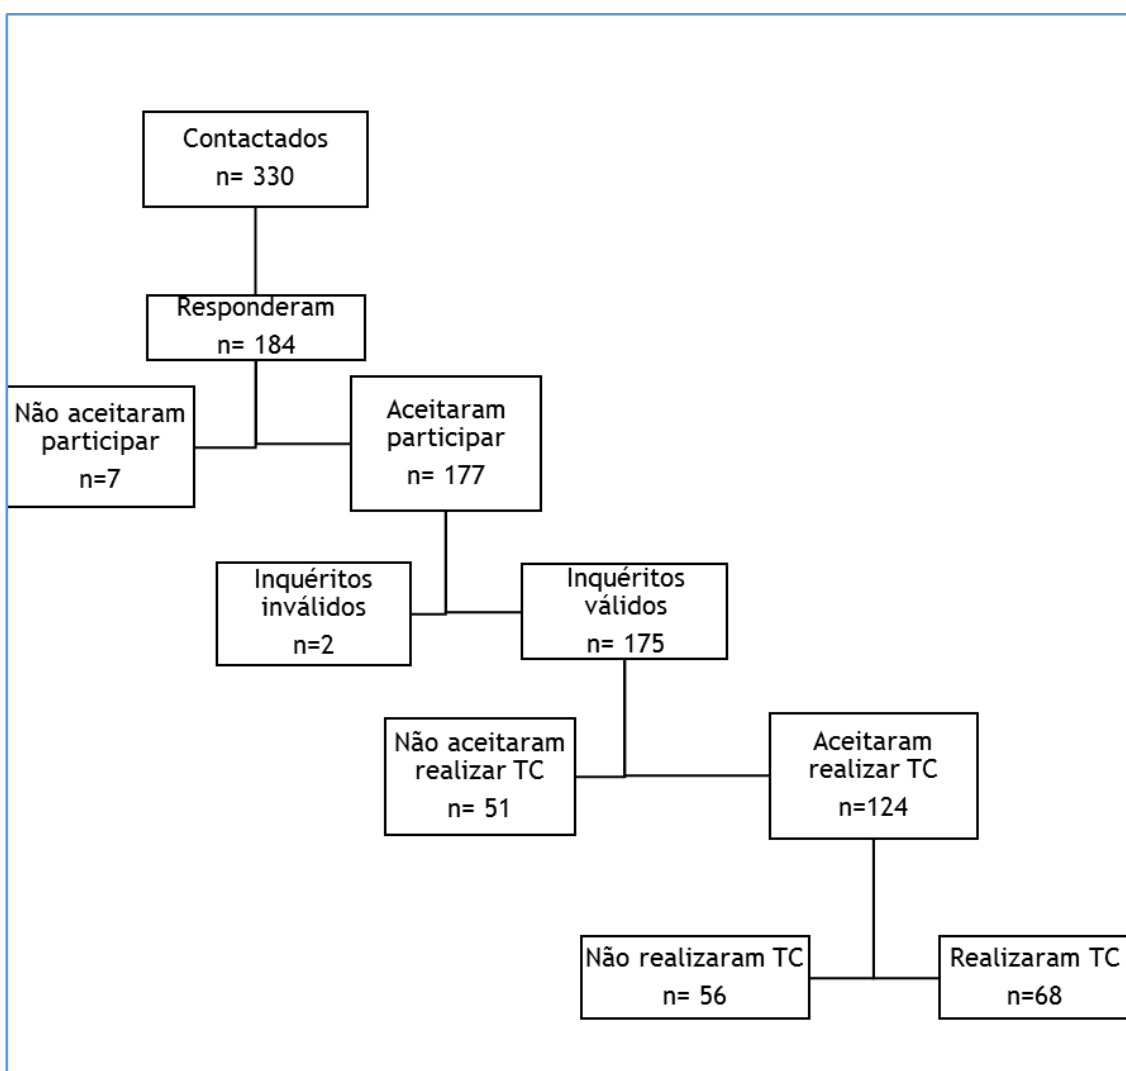 Contactados
n= 330
Responderam
n= 184
Não aceitaram
participar
n=7
Aceitaram
participar
n= 177
Inquéritos
inválidos
n=2
Inquéritos
válidos
n= 175
Não aceitaram
realizar TC
n= 51
Aceitaram
realizar TC
n=124
Não realizaram TC
n= 56
Realizaram TC
n=68